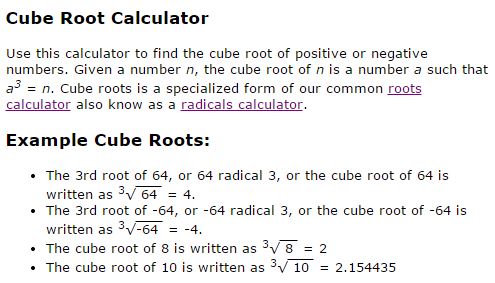 Cube Root Calculator
Use this calculator to find the cube root of positive or negative
numbers. Given a number n, the cube root of n is a number a such that
a³ = n. Cube roots is a specialized form of our common roots
calculator also know as a radicals calculator.
Example Cube Roots:
• The 3rd root of 64, or 64 radical 3, or the cube root of 64 is
written as ³√64 = 4.
• The 3rd root of -64, or -64 radical 3, or the cube root of -64 is
written as ³√-64 = -4.
• The cube root of 8 is written as ³√8 = 2
• The cube root of 10 is written as ³√10 = 2.154435